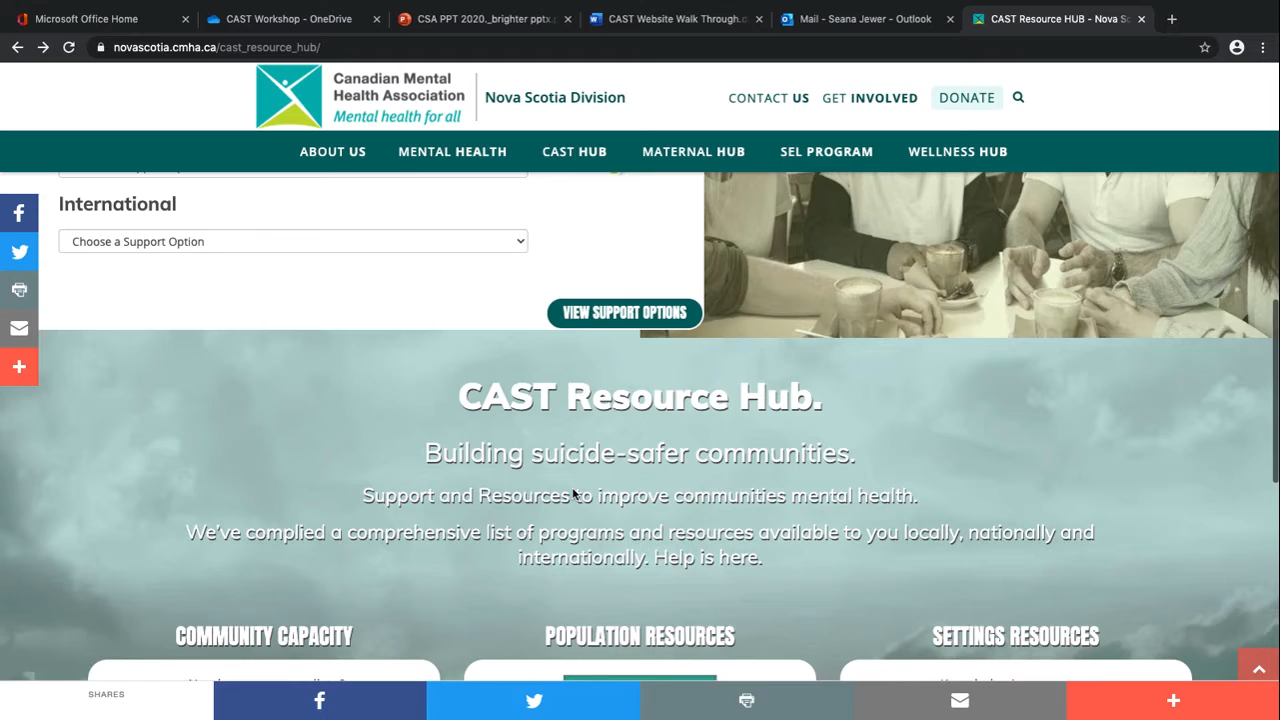 Microsoft Office Home
CAST Workshop - OneDrive
CSA PPT 2020._brighter pptx.
CAST Website Walk Through.d
Mail - Seana Jewer - Outlook
CAST Resource HUB - Nova Sc
novascotia.cmha.ca/cast_resource_hub/
Canadian Mental
Health Association
Mental health for all
Nova Scotia Division
CONTACT US
GET INVOLVED
DONATE
ABOUT US
MENTAL HEALTH
CAST HUB
MATERNAL HUB
SEL PROGRAM
WELLNESS HUB
International
Choose a Support Option
VIEW SUPPORT OPTIONS
CAST Resource Hub.
Building suicide-safer communities.
Support and Resources to improve communities mental health.
We've complied a comprehensive list of programs and resources available to you locally, nationally and
internationally. Help is here.
COMMUNITY CAPACITY
POPULATION RESOURCES
SETTINGS RESOURCES
SHARES